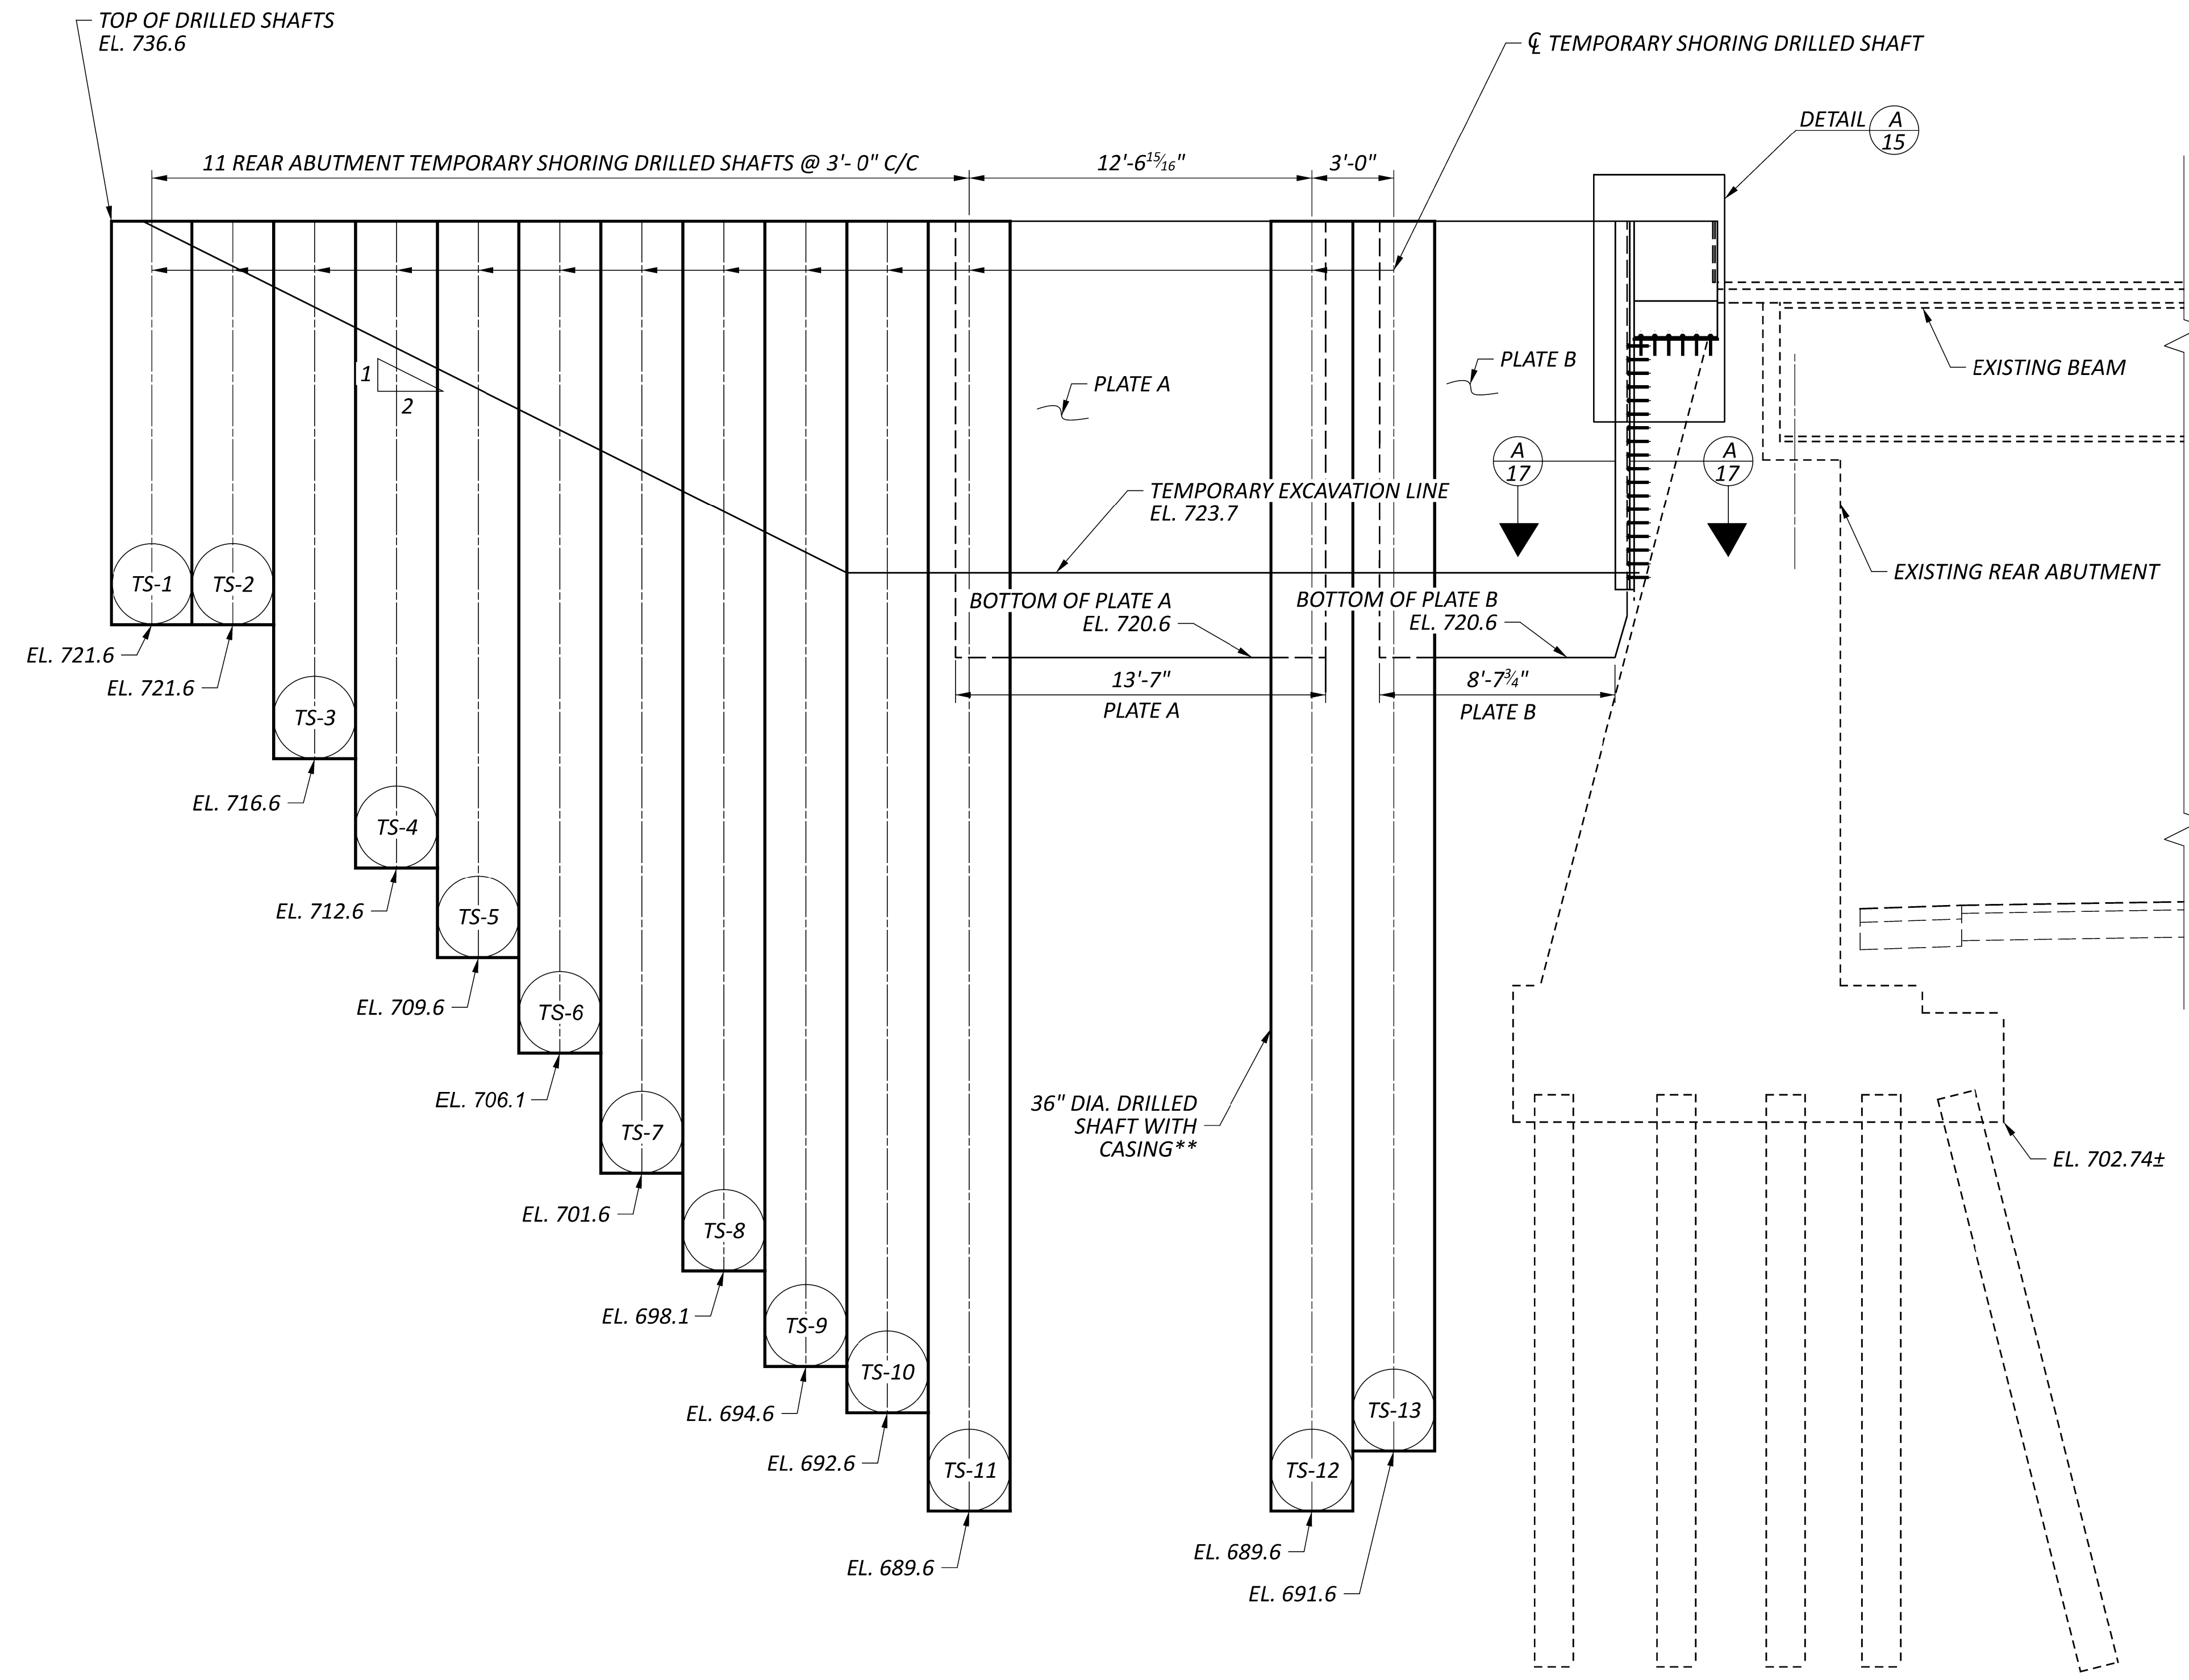 TOP OF DRILLED SHAFTS
EL. 736.6
℄ TEMPORARY SHORING DRILLED SHAFT
DETAIL A
15
11 REAR ABUTMENT TEMPORARY SHORING DRILLED SHAFTS @ 3'- 0" C/C
12'-6 15/16"
3'-0"
1
2
PLATE A
PLATE B
EXISTING BEAM
A
17
A
17
TEMPORARY EXCAVATION LINE
EL. 723.7
EXISTING REAR ABUTMENT
TS-1
TS-2
BOTTOM OF PLATE A
EL. 720.6
BOTTOM OF PLATE B
EL. 720.6
EL. 721.6
EL. 721.6
13'-7"
PLATE A
8'-7 3/4"
PLATE B
TS-3
EL. 716.6
TS-4
EL. 712.6
TS-5
EL. 709.6
TS-6
EL. 706.1
36" DIA. DRILLED
SHAFT WITH
CASING**
TS-7
EL. 702.74±
EL. 701.6
TS-8
EL. 698.1
TS-9
EL. 694.6
TS-10
EL. 692.6
TS-11
EL. 689.6
TS-12
EL. 689.6
TS-13
EL. 691.6